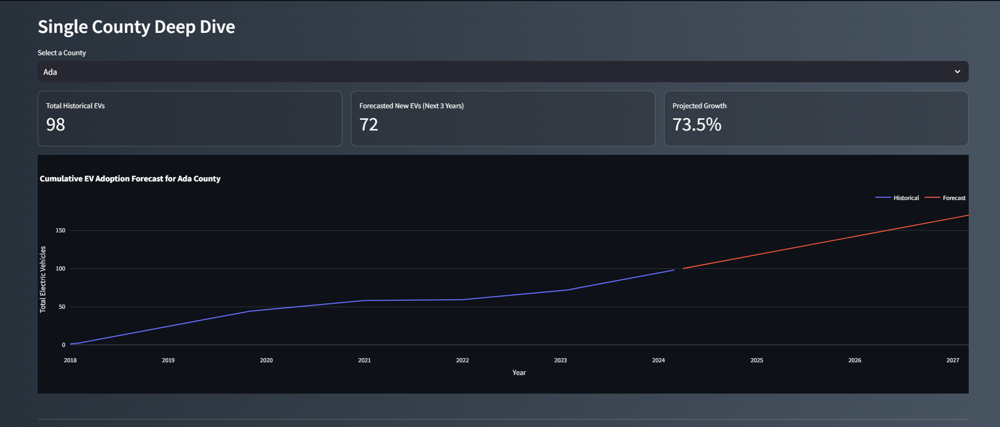 Single County Deep Dive
Select a County
Ada
Total Historical EVs
98
Forecasted New EVs (Next 3 Years)
72
Projected Growth
73.5%
Cumulative EV Adoption Forecast for Ada County
Historical
Forecast
150
100
50
0
Total Electric Vehicles
2018 2019 2020 2021 2022 2023 2024 2025 2026 2027
Year